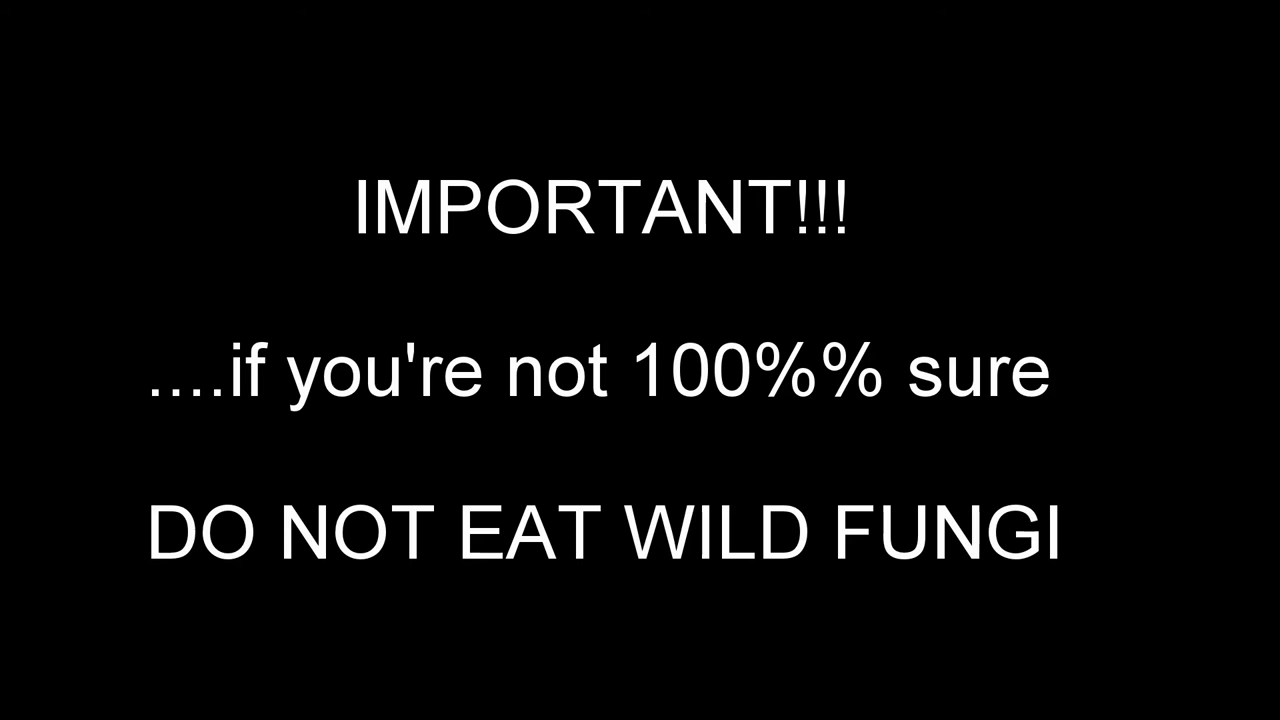 IMPORTANT!!!
....if you're not 100%% sure
DO NOT EAT WILD FUNGI